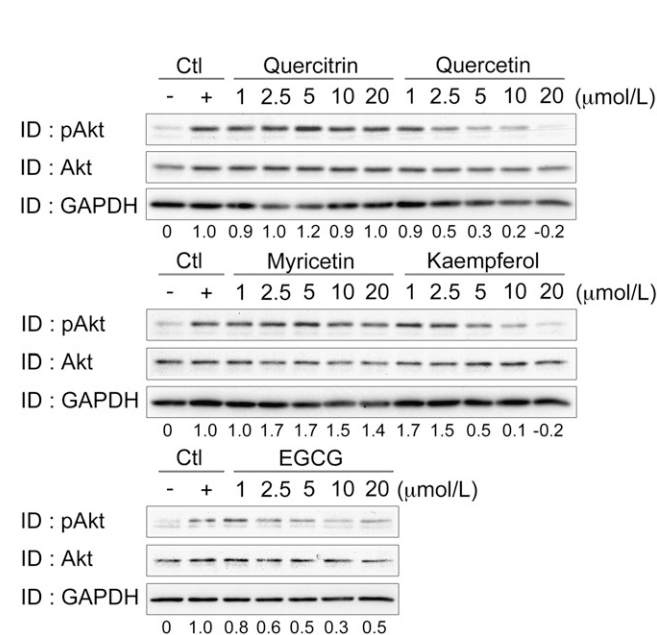 Ctl Quercitrin Quercetin
- + 1 2.5 5 10 20 1 2.5 5 10 20 (μmol/L)
ID : pAkt
ID : Akt
ID : GAPDH
0 1.0 0.9 1.0 1.2 0.9 1.0 0.9 0.5 0.3 0.2 -0.2
Ctl Myricetin Kaempferol
- + 1 2.5 5 10 20 1 2.5 5 10 20 (μmol/L)
ID : pAkt
ID : Akt
ID : GAPDH
0 1.0 1.0 1.7 1.7 1.5 1.4 1.7 1.5 0.5 0.1 -0.2
Ctl EGCG
- + 1 2.5 5 10 20 (μmol/L)
ID : pAkt
ID : Akt
ID : GAPDH
0 1.0 0.8 0.6 0.5 0.3 0.5